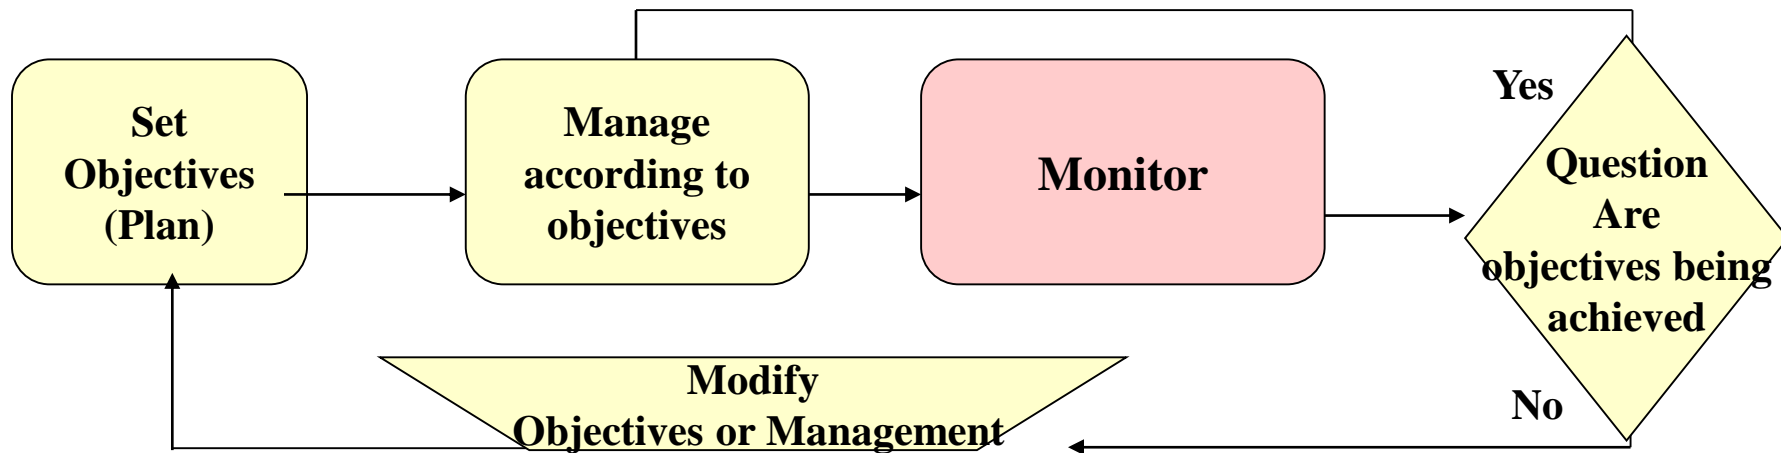 Set
Objectives
(Plan)
Manage
according to
objectives
Monitor
Yes
Question
Are
objectives being
achieved
No
Modify
Objectives or Management